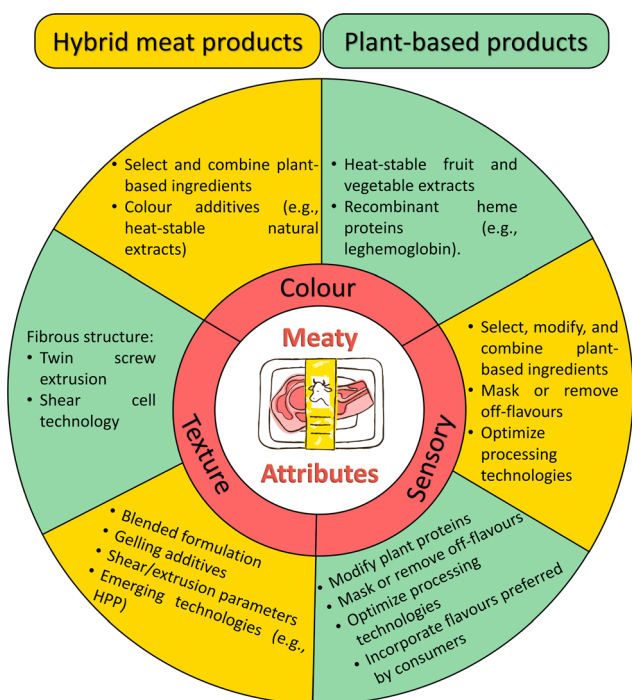 Hybrid meat products
Plant-based products
• Select and combine plant-
based ingredients
• Colour additives (e.g.,
heat-stable natural
extracts)
• Heat-stable fruit and
vegetable extracts
• Recombinant heme
proteins (e.g.,
leghemoglobin).
Colour
Meaty
Attributes
Texture
Sensory
Fibrous structure:
• Twin screw
extrusion
• Shear cell
technology
• Select, modify, and
combine plant-
based ingredients
• Mask or remove
off-flavours
• Optimize
processing
technologies
• Blended formulation
• Gelling additives
• Shear/extrusion parameters
• Emerging technologies (e.g.,
HPP)
• Modify plant proteins
• Mask or remove off-flavours
• Optimize processing
technologies
• Incorporate flavours preferred
by consumers